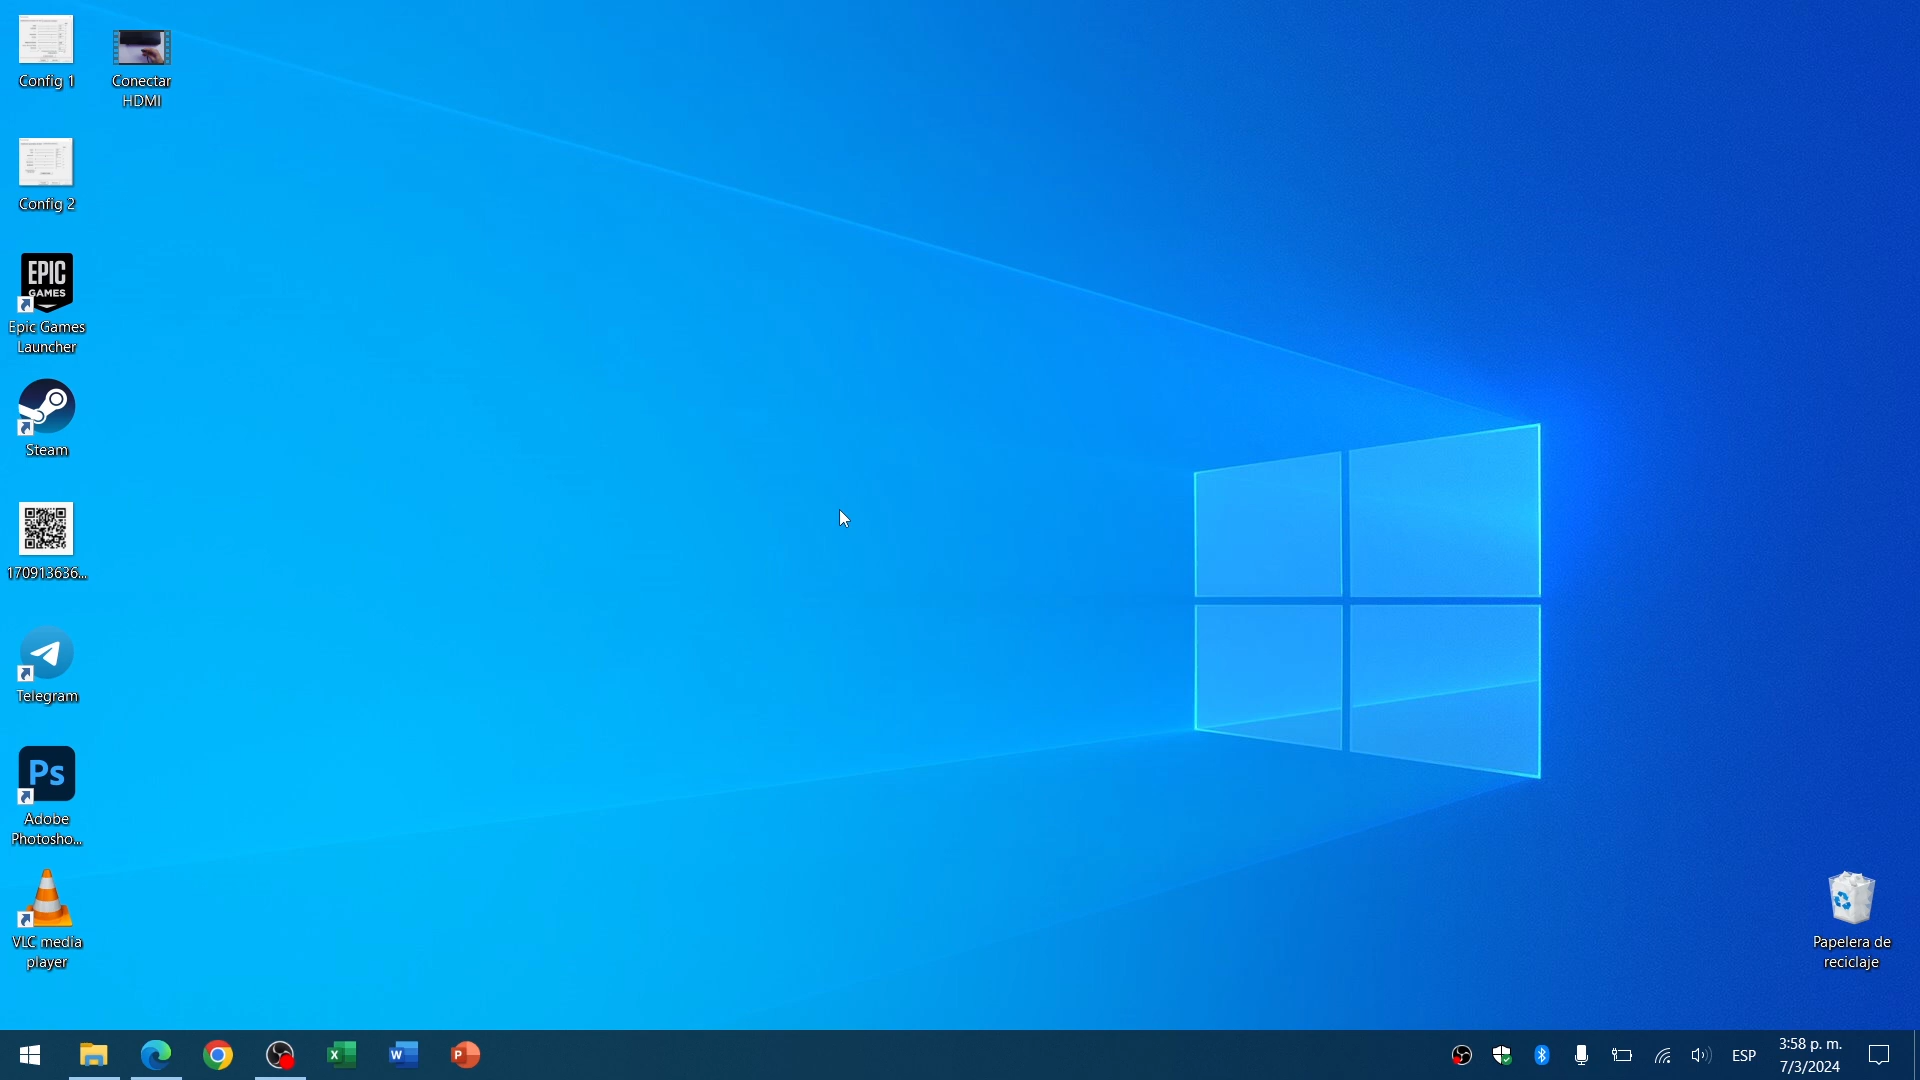 Config 1
Conectar
HDMI
Config 2
EPIC
GAMES
Epic Games
Launcher
Steam
170913636...
Telegram
Ps
Adobe
Photosho...
VLC media
player
Papelera de
reciclaje
X
W
P
ESP
3:58 p. m.
7/3/2024